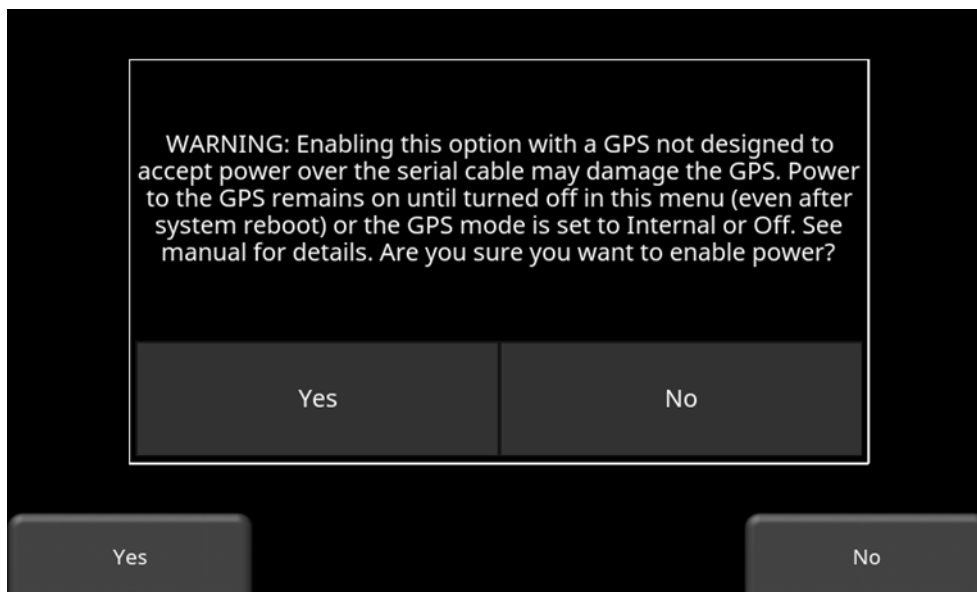 WARNING: Enabling this option with a GPS not designed to
accept power over the serial cable may damage the GPS. Power
to the GPS remains on until turned off in this menu (even after
system reboot) or the GPS mode is set to Internal or Off. See
manual for details. Are you sure you want to enable power?
Yes
No
Yes
No